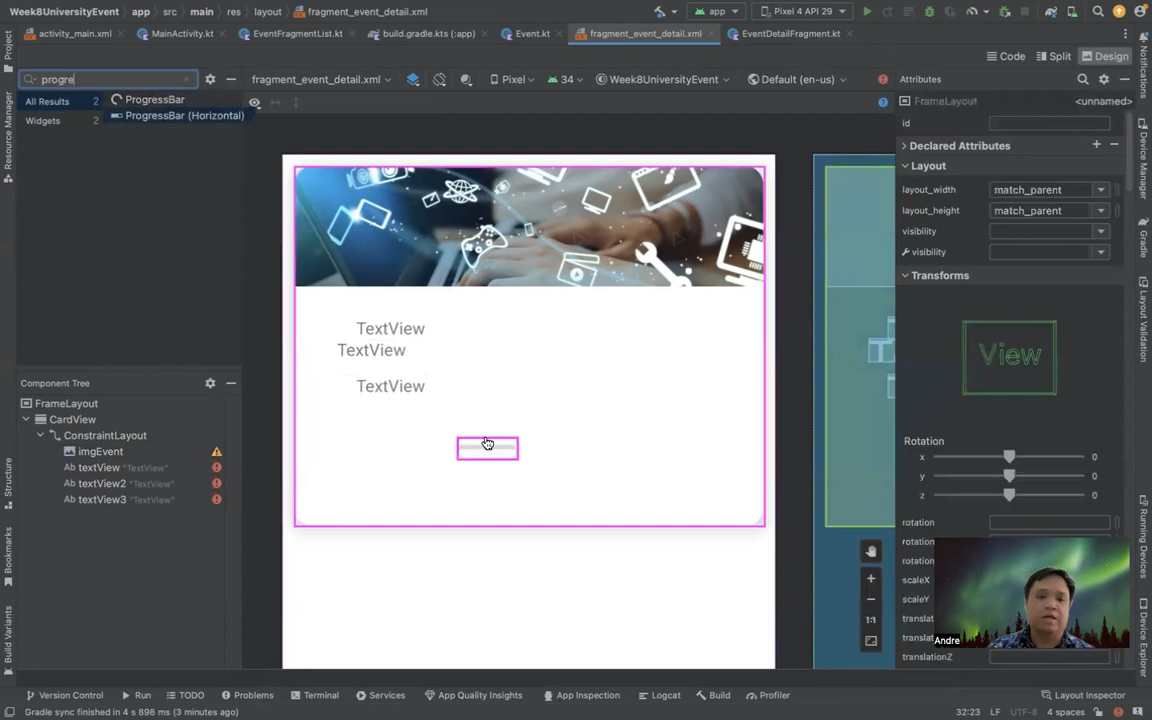 Week8UniversityEvent
app
src
main
res
layout
fragment_event_detail.xml
app
Pixel 4 API 29
activity_main.xml
MainActivity.kt
EventFragmentList.kt
build.gradle.kts (:app)
Event.kt
fragment_event_detail.xml
EventDetailFragment.kt
Code
Split
Design
progre
fragment_event_detail.xml
Pixel
34
Week8UniversityEvent
Default (en-us)
Attributes
All Results 2
Widgets 2
ProgressBar
ProgressBar (Horizontal)
FrameLayout
<unnamed>
id
Declared Attributes
Layout
layout_width match_parent
layout_height match_parent
visibility
visibility
Transforms
View
Rotation
x 0
y 0
z 0
rotation
rotation
rotation
scaleX
scaleY
translat
translat
translationZ
TextView
TextView
TextView
Component Tree
FrameLayout
CardView
ConstraintLayout
imgEvent
Ab textView "TextView"
Ab textView2 "TextView"
Ab textView3 "TextView"
1:1
Andre
Project
Resource Manager
Structure
Bookmarks
Build Variants
Notifications
Device Manager
Gradle
Layout Validation
Running Devices
Device Explorer
Version Control
Run
TODO
Problems
Terminal
Services
App Quality Insights
App Inspection
Logcat
Build
Profiler
Layout Inspector
Gradle sync finished in 4 s 898 ms (3 minutes ago)
32:23
LF
UTF-8
4 spaces